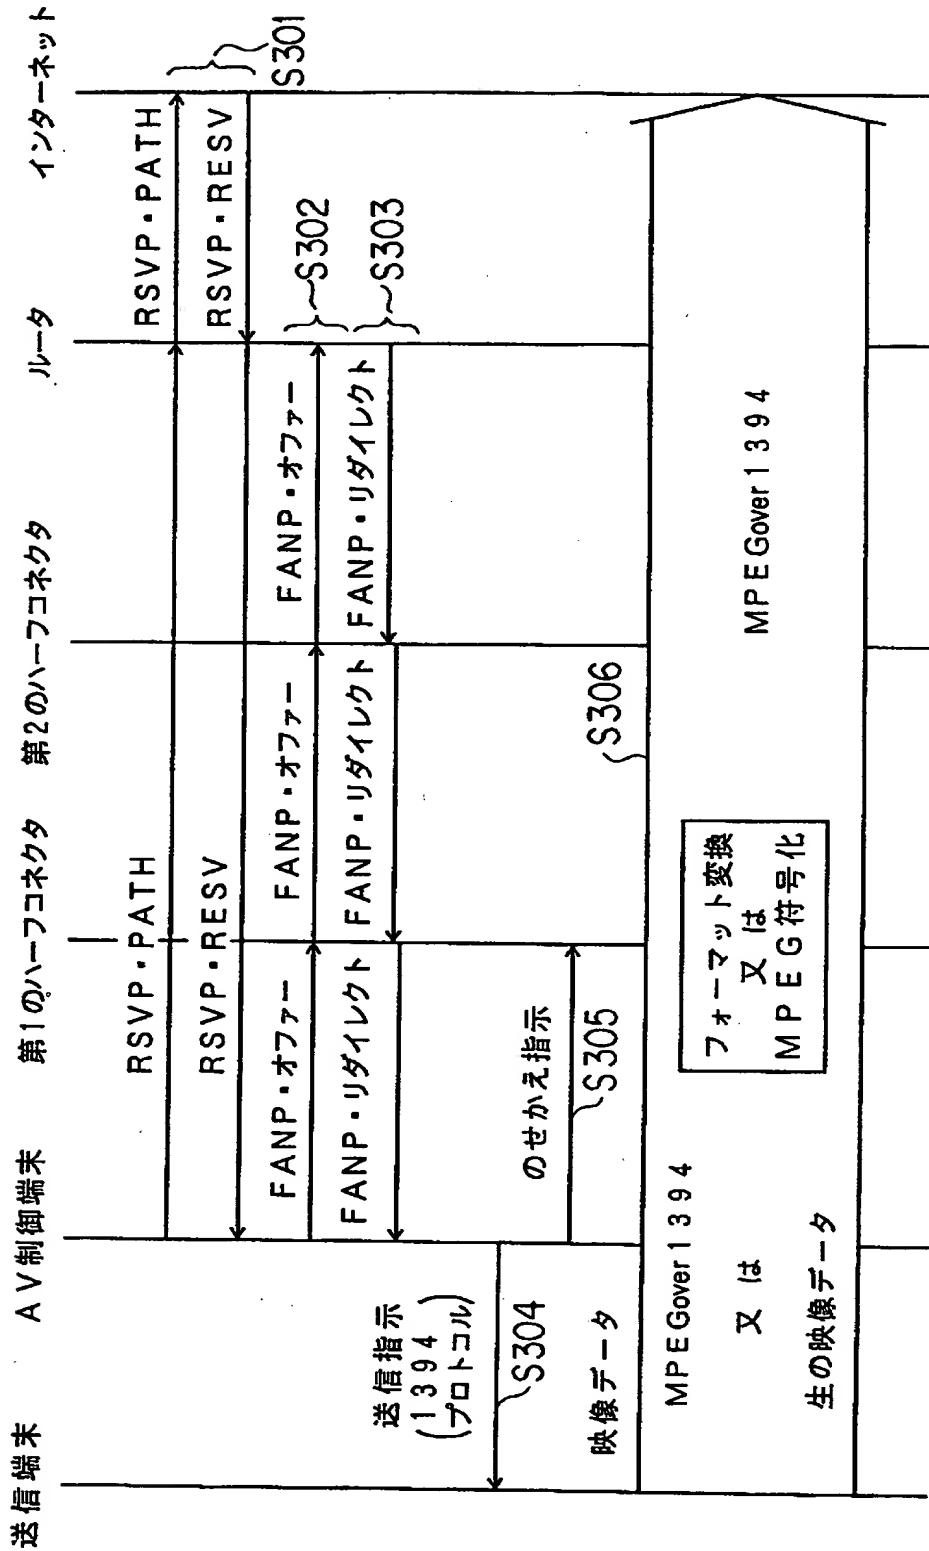 送信端末
AV制御端末
第1のハーフコネクタ
第2のハーフコネクタ
ルータ
インターネット
RSVP・PATH
RSVP・PATH
RSVP・RESV
RSVP・RESV
S301
FANP・オファー
FANP・オファー
FANP・オファー
S302
FANP・リダイレクト
FANP・リダイレクト
FANP・リダイレクト
S303
送信指示
(1394
プロトコル)
S304
のせかえ指示
S305
映像データ
S306
MPEGover1394
又は
生の映像データ
フォーマット変換
又は
MPEG符号化
MPEGover1394